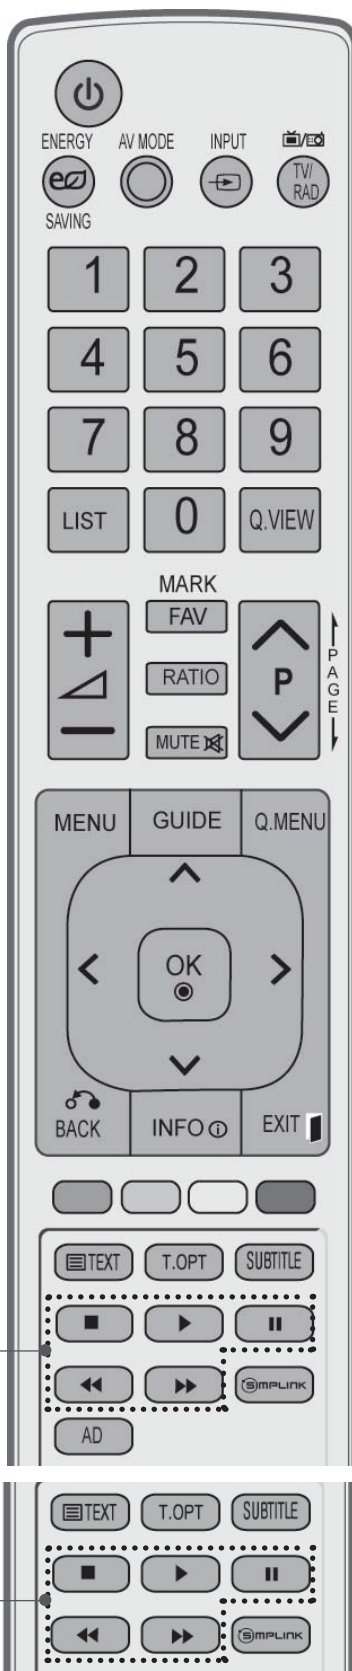 ENERGY AV MODE INPUT
TV/
RAD
SAVING
1 2 3
4 5 6
7 8 9
LIST 0 Q.VIEW
MARK
FAV
P
PAGE
RATIO
MUTE
MENU GUIDE Q.MENU
OK
BACK INFO EXIT
TEXT T.OPT SUBTITLE
SIMPLINK
AD
TEXT T.OPT SUBTITLE
SIMPLINK